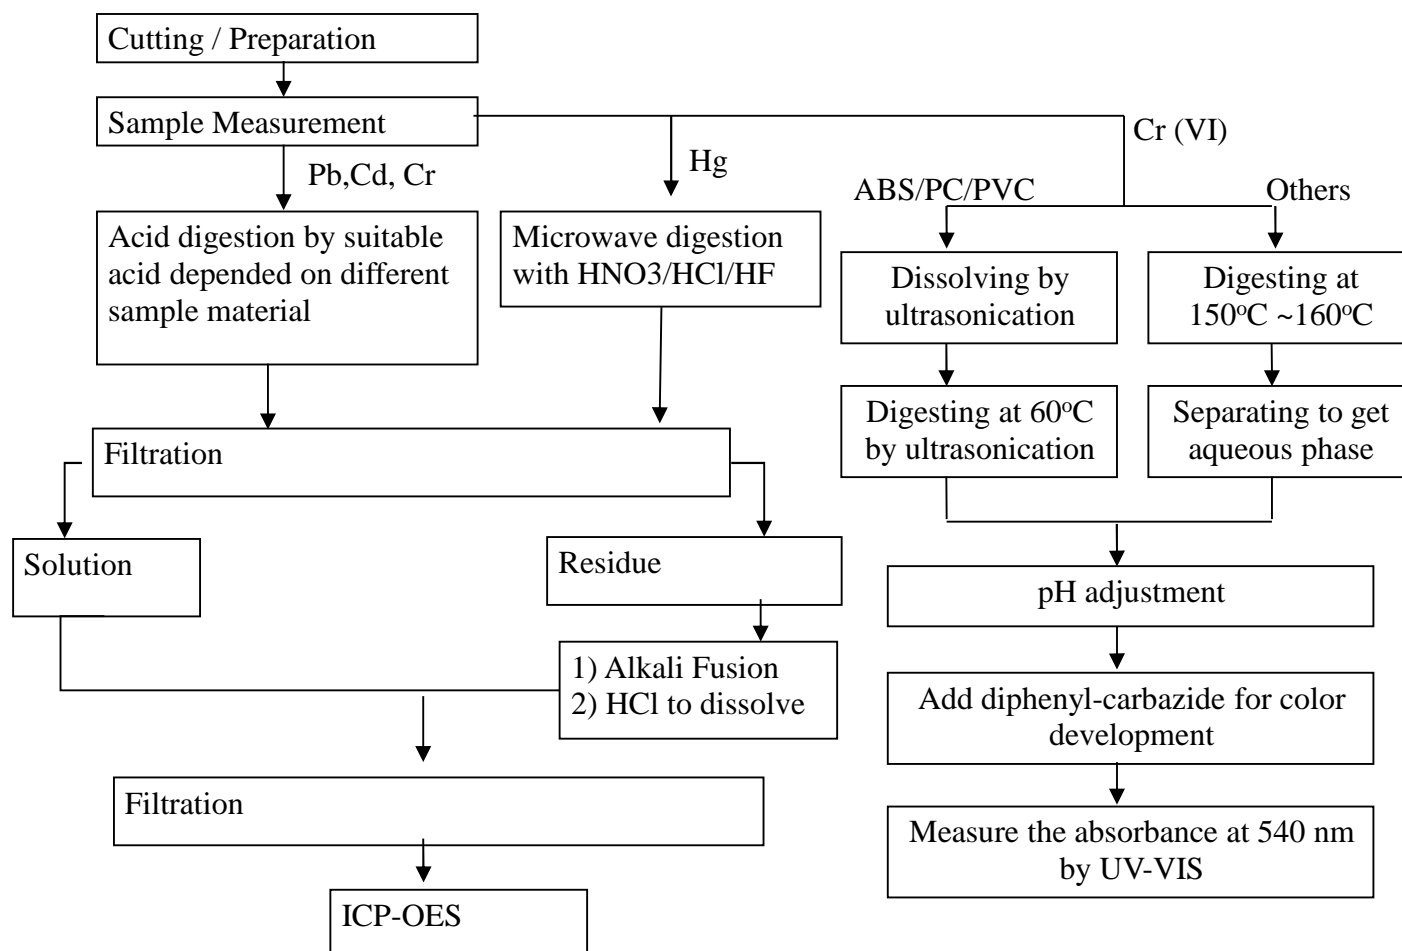 Cutting / Preparation
Sample Measurement
Cr (VI)
Pb,Cd, Cr
Hg
ABS/PC/PVC
Others
Acid digestion by suitable
acid depended on different
sample material
Microwave digestion
with HNO3/HCl/HF
Dissolving by
ultrasonication
Digesting at
150°C ~160°C
Digesting at 60°C
by ultrasonication
Separating to get
aqueous phase
Filtration
Solution
Residue
pH adjustment
1) Alkali Fusion
2) HCl to dissolve
Add diphenyl-carbazide for color
development
Filtration
Measure the absorbance at 540 nm
by UV-VIS
ICP-OES